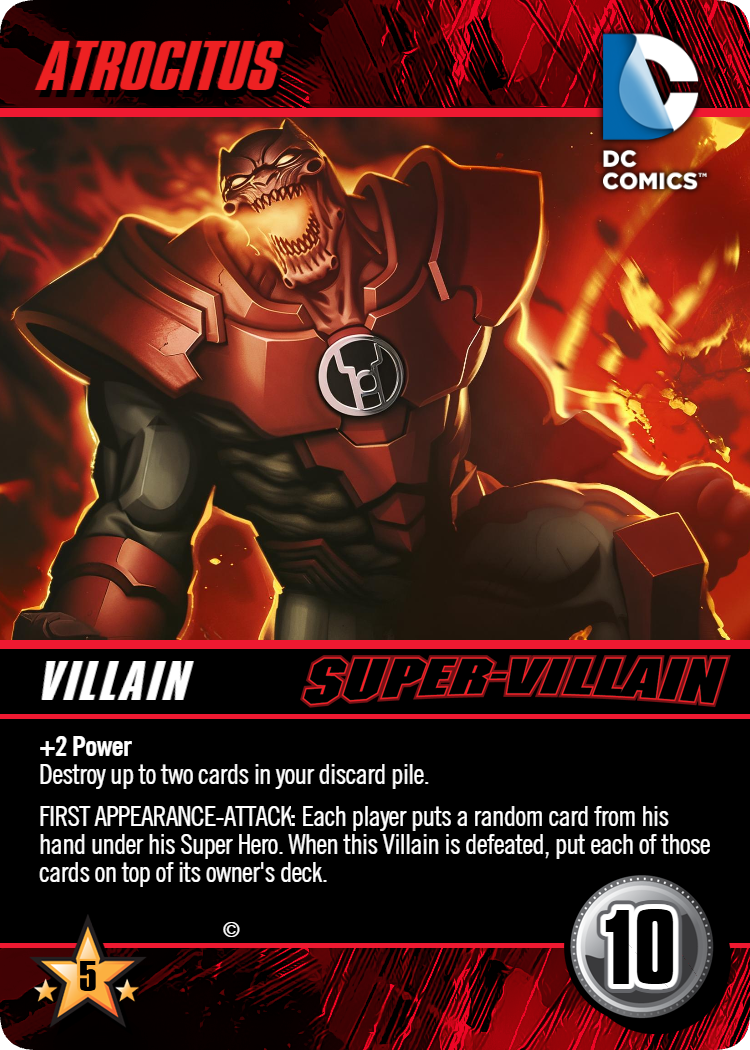 ATROCITUS
DC
COMICS™
VILLAIN
SUPER-VILLAIN
+2 Power
Destroy up to two cards in your discard pile.
FIRST APPEARANCE-ATTACK: Each player puts a random card from his
hand under his Super Hero. When this Villain is defeated, put each of those
cards on top of its owner's deck.
©
5
10